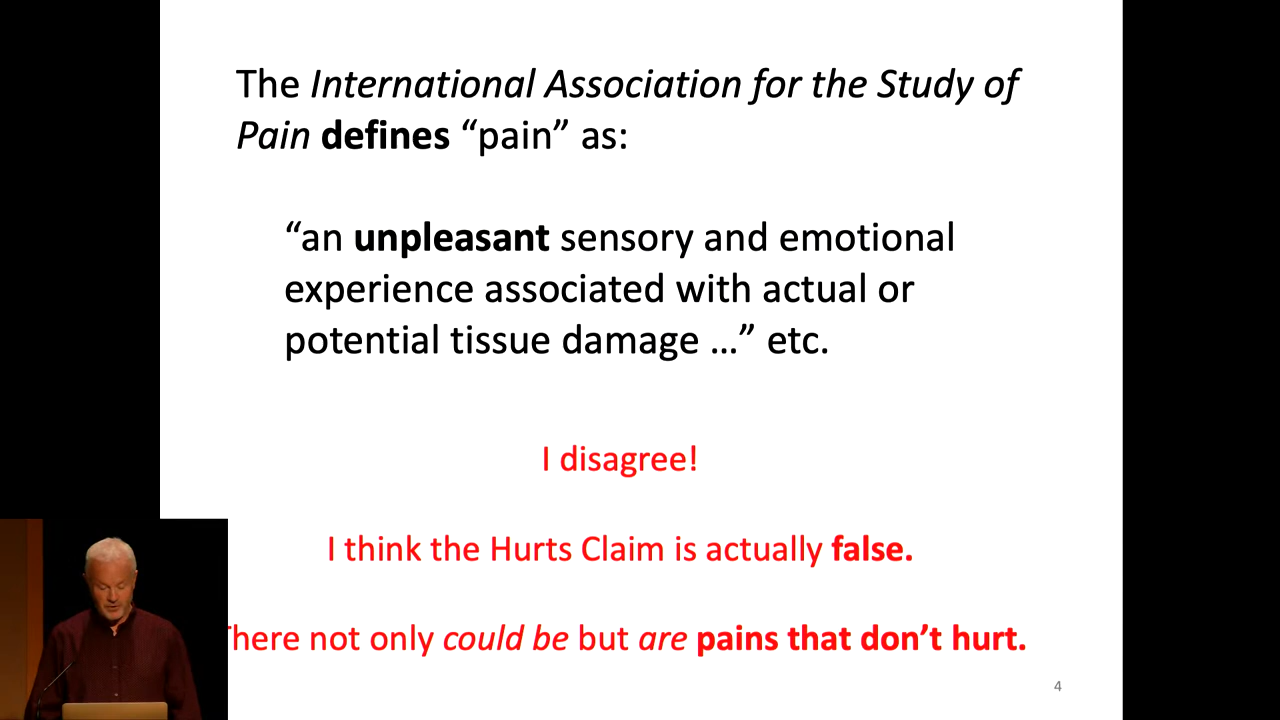 The International Association for the Study of
Pain defines “pain” as:
“an unpleasant sensory and emotional
experience associated with actual or
potential tissue damage …” etc.
I disagree!
I think the Hurts Claim is actually false.
There not only could be but are pains that don’t hurt.
4